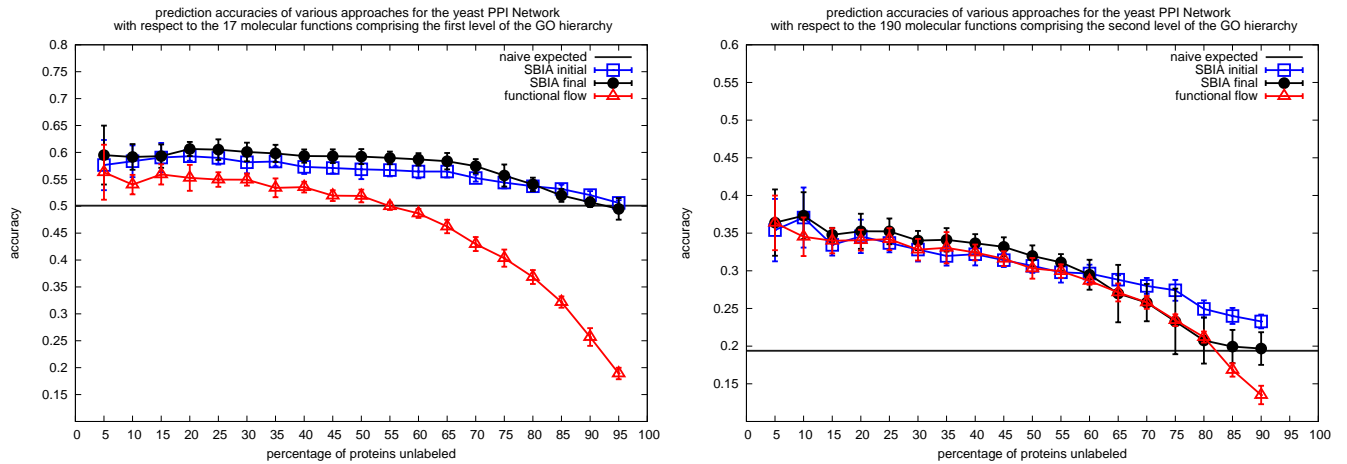 prediction accuracies of various approaches for the yeast PPI Network
with respect to the 17 molecular functions comprising the first level of the GO hierarchy
naive expected
SBIA initial
SBIA final
functional flow
0.8
0.75
0.7
0.65
0.6
0.55
0.5
0.45
0.4
0.35
0.3
0.25
0.2
0.15
accuracy
0 5 10 15 20 25 30 35 40 45 50 55 60 65 70 75 80 85 90 95 100
percentage of proteins unlabeled
prediction accuracies of various approaches for the yeast PPI Network
with respect to the 190 molecular functions comprising the second level of the GO hierarchy
naive expected
SBIA initial
SBIA final
functional flow
0.6
0.55
0.5
0.45
0.4
0.35
0.3
0.25
0.2
0.15
accuracy
0 5 10 15 20 25 30 35 40 45 50 55 60 65 70 75 80 85 90 95 100
percentage of proteins unlabeled